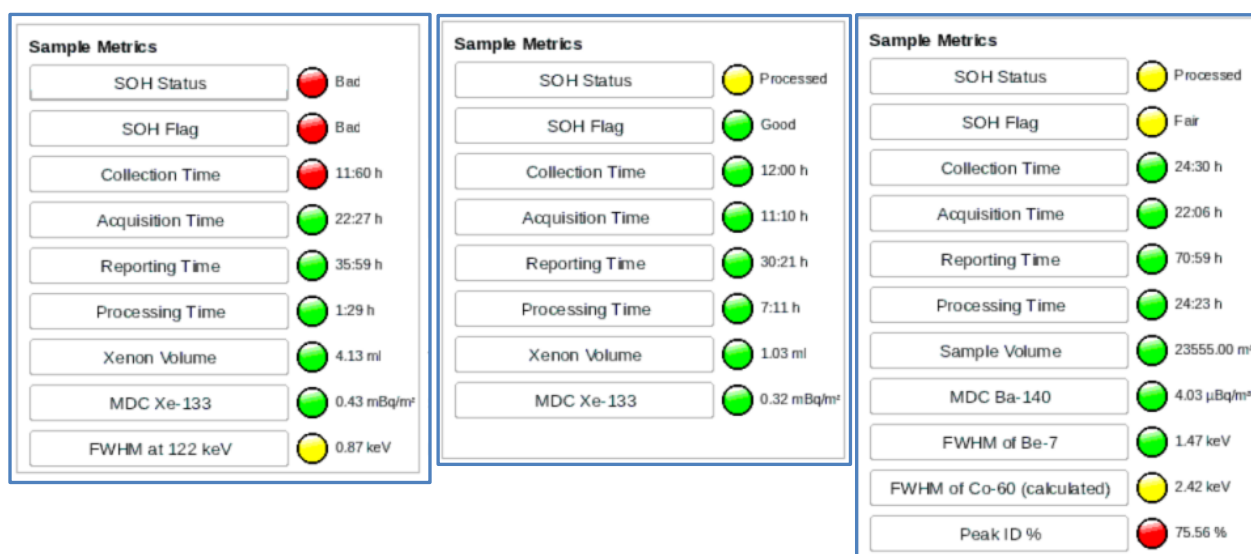 Sample Metrics
SOH Status Bad
SOH Flag Bad
Collection Time 11:60 h
Acquisition Time 22:27 h
Reporting Time 35:59 h
Processing Time 1:29 h
Xenon Volume 4.13 ml
MDC Xe-133 0.43 mBq/m³
FWHM at 122 keV 0.87 keV
Sample Metrics
SOH Status Processed
SOH Flag Good
Collection Time 12:00 h
Acquisition Time 11:10 h
Reporting Time 30:21 h
Processing Time 7:11 h
Xenon Volume 1.03 ml
MDC Xe-133 0.32 mBq/m³
Sample Metrics
SOH Status Processed
SOH Flag Fair
Collection Time 24:30 h
Acquisition Time 22:06 h
Reporting Time 70:59 h
Processing Time 24:23 h
Sample Volume 23555.00 m³
MDC Ba-140 4.03 µBq/m³
FWHM of Be-7 1.47 keV
FWHM of Co-60 (calculated) 2.42 keV
Peak ID % 75.56 %